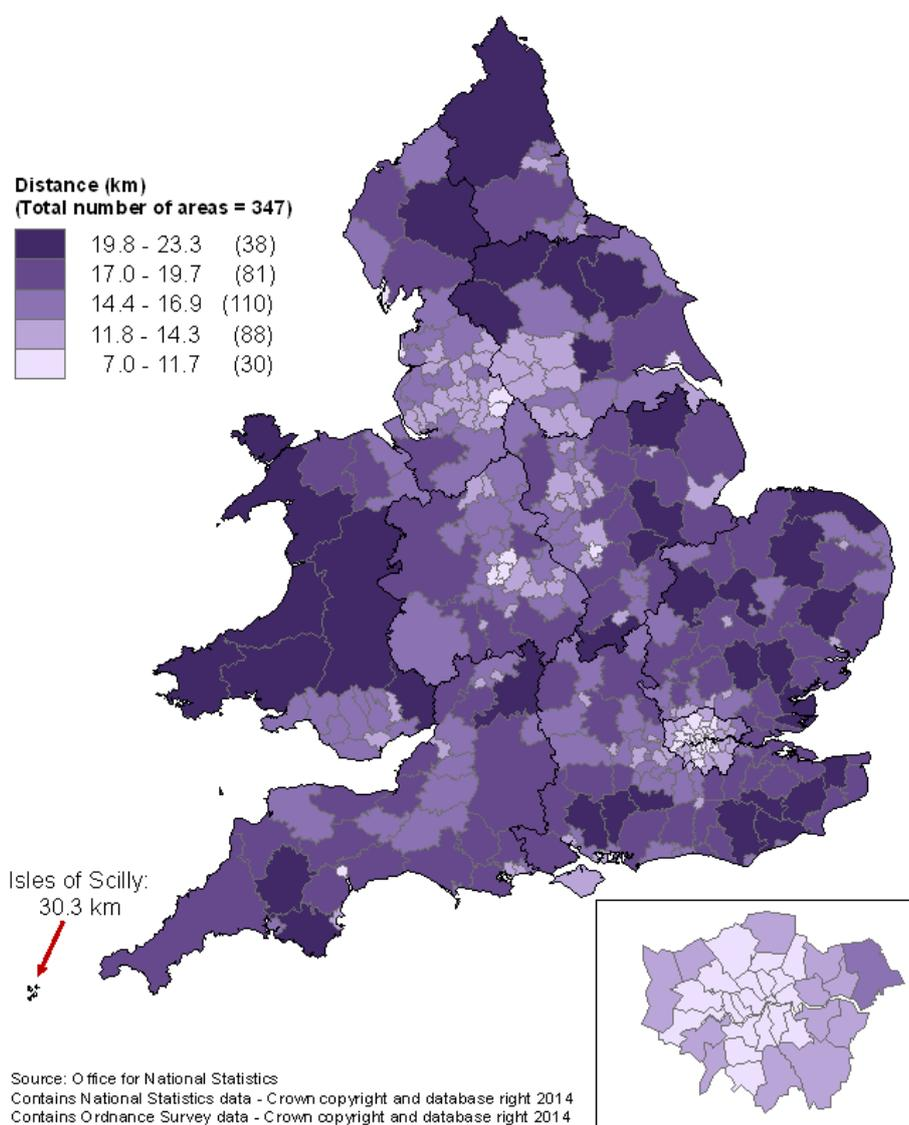 Distance (km)
(Total number of areas = 347)
19.8 - 23.3 (38)
17.0 - 19.7 (81)
14.4 - 16.9 (110)
11.8 - 14.3 (88)
7.0 - 11.7 (30)
Isles of Scilly:
30.3 km
Source: Office for National Statistics
Contains National Statistics data - Crown copyright and database right 2014
Contains Ordnance Survey data - Crown copyright and database right 2014